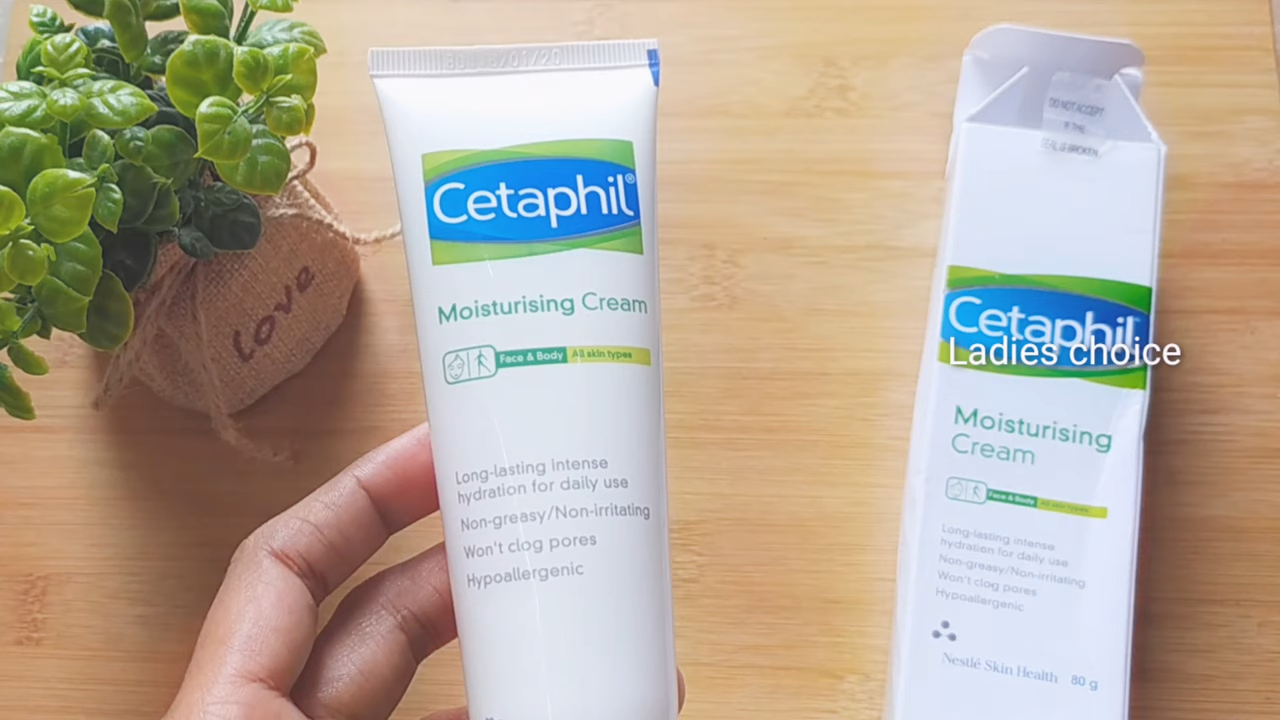 love
Cetaphil®
Moisturising Cream
Face & Body All skin types
Long-lasting intense
hydration for daily use
Non-greasy/Non-irritating
Won't clog pores
Hypoallergenic
DO NOT ACCEPT
IF THE
SEAL IS BROKEN
Cetaphil
Ladies choice
Moisturising
Cream
Face & Body All skin types
Long-lasting intense
hydration for daily use
Non-greasy/Non-irritating
Won't clog pores
Hypoallergenic
Nestlé Skin Health 80 g